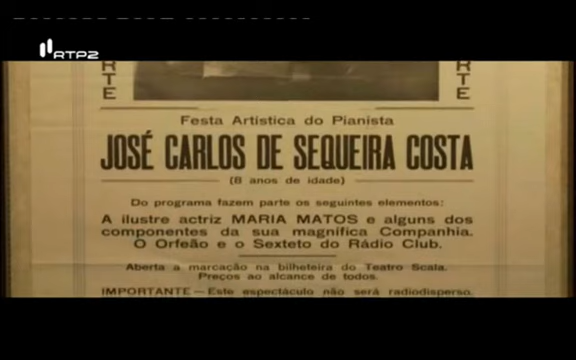 RTP2
RTE
RTE
Festa Artística do Pianista
JOSÉ CARLOS DE SEQUEIRA COSTA
(8 anos de idade)
Do programa fazem parte os seguintes elementos:
A ilustre actriz MARIA MATOS e alguns dos
componentes da sua magnífica Companhia.
O Orfeão e o Sexteto do Rádio Club.
Aberta a marcação na bilheteira do Teatro Scala.
Preços ao alcance de todos.
IMPORTANTE — Este espectáculo não será radiodisperso.